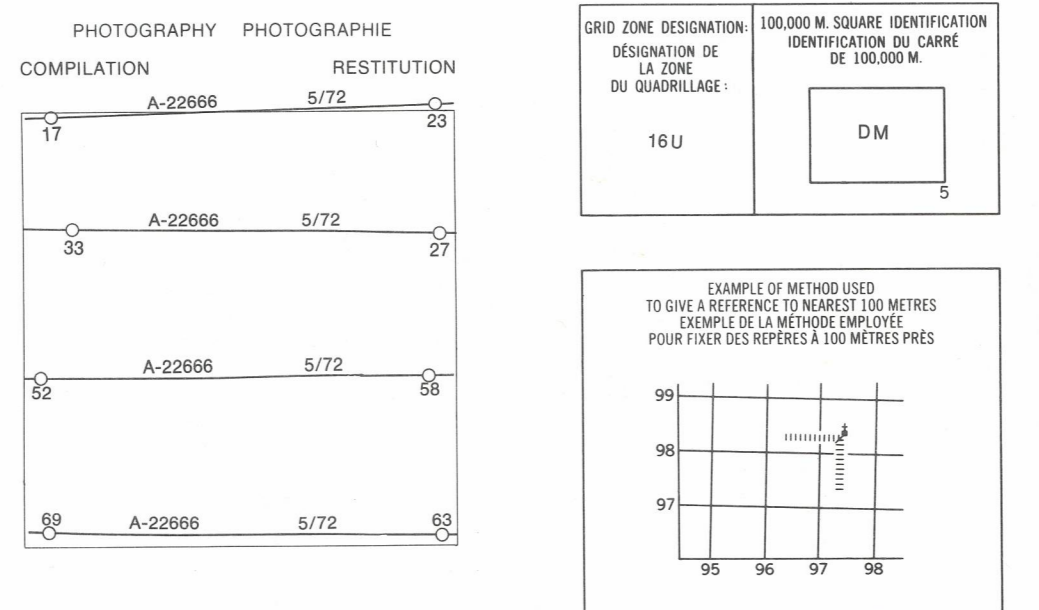 PHOTOGRAPHY PHOTOGRAPHIE
COMPILATION RESTITUTION
A-22666 5/72
17 23
A-22666 5/72
33 27
A-22666 5/72
52 58
69 A-22666 5/72 63
GRID ZONE DESIGNATION:
DÉSIGNATION DE
LA ZONE
DU QUADRILLAGE :
16U
100,000 M. SQUARE IDENTIFICATION
IDENTIFICATION DU CARRÉ
DE 100,000 M.
DM
5
EXAMPLE OF METHOD USED
TO GIVE A REFERENCE TO NEAREST 100 METRES
EXEMPLE DE LA MÉTHODE EMPLOYÉE
POUR FIXER DES REPÈRES À 100 MÈTRES PRÈS
99
98
97
95 96 97 98